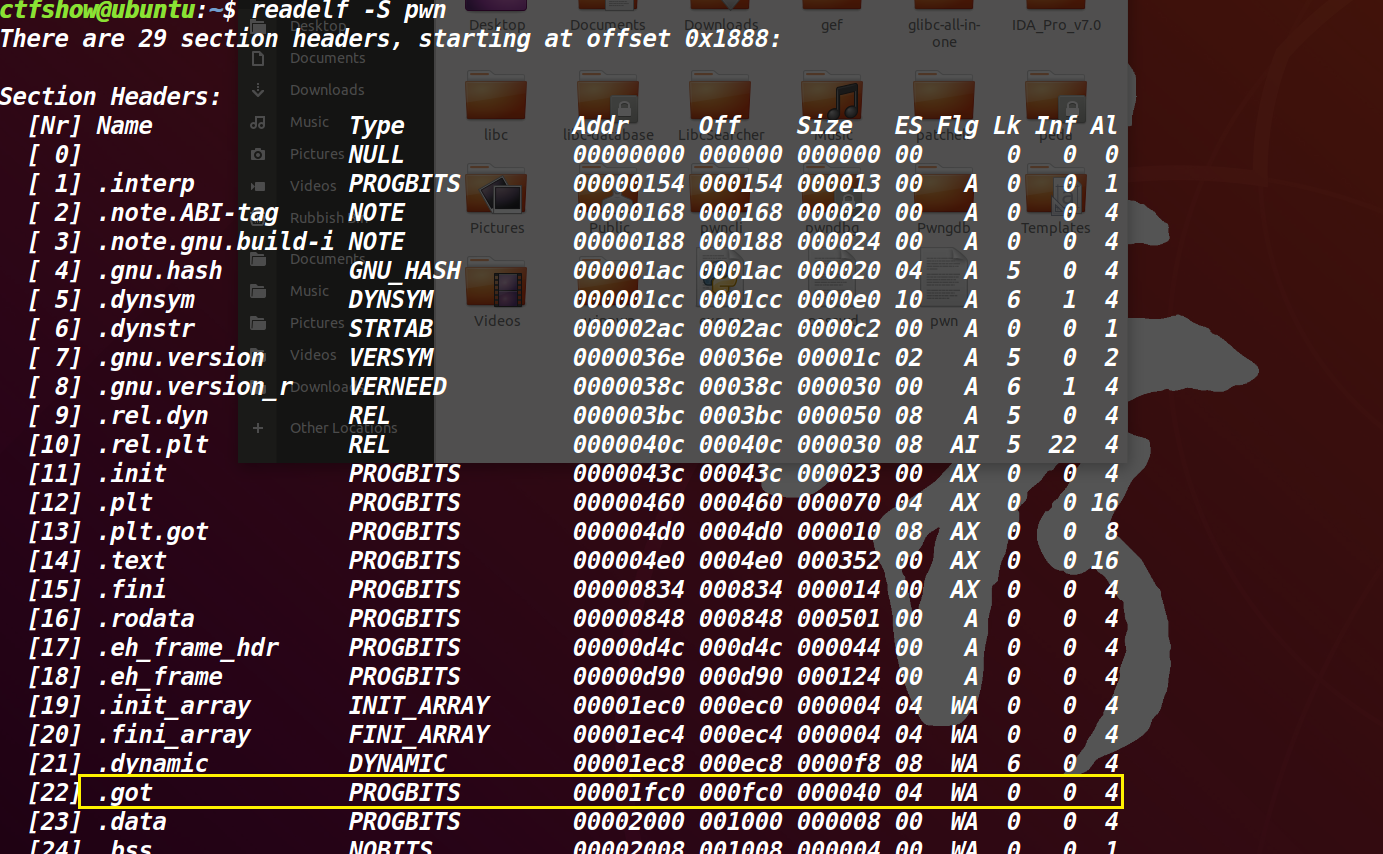 ctfshow@ubuntu:~$ readelf -S pwn
There are 29 section headers, starting at offset 0x1888:
Section Headers:
[Nr] Name Type Addr Off Size ES Flg Lk Inf Al
[ 0] NULL 00000000 000000 000000 00 0 0 0
[ 1] .interp PROGBITS 00000154 000154 000013 00 A 0 0 1
[ 2] .note.ABI-tag NOTE 00000168 000168 000020 00 A 0 0 4
[ 3] .note.gnu.build-i NOTE 00000188 000188 000024 00 A 0 0 4
[ 4] .gnu.hash GNU_HASH 000001ac 0001ac 000020 04 A 5 0 4
[ 5] .dynsym DYNSYM 000001cc 0001cc 0000e0 10 A 6 1 4
[ 6] .dynstr STRTAB 000002ac 0002ac 0000c2 00 A 0 0 1
[ 7] .gnu.version VERSYM 0000036e 00036e 00001c 02 A 5 0 2
[ 8] .gnu.version_r VERNEED 0000038c 00038c 000030 00 A 6 1 4
[ 9] .rel.dyn REL 000003bc 0003bc 000050 08 A 5 0 4
[10] .rel.plt REL 0000040c 00040c 000030 08 AI 5 22 4
[11] .init PROGBITS 0000043c 00043c 000023 00 AX 0 0 4
[12] .plt PROGBITS 00000460 000460 000070 04 AX 0 0 16
[13] .plt.got PROGBITS 000004d0 0004d0 000010 08 AX 0 0 8
[14] .text PROGBITS 000004e0 0004e0 000352 00 AX 0 0 16
[15] .fini PROGBITS 00000834 000834 000014 00 AX 0 0 4
[16] .rodata PROGBITS 00000848 000848 000501 00 A 0 0 4
[17] .eh_frame_hdr PROGBITS 00000d4c 000d4c 000044 00 A 0 0 4
[18] .eh_frame PROGBITS 00000d90 000d90 000124 00 A 0 0 4
[19] .init_array INIT_ARRAY 00001ec0 000ec0 000004 04 WA 0 0 4
[20] .fini_array FINI_ARRAY 00001ec4 000ec4 000004 04 WA 0 0 4
[21] .dynamic DYNAMIC 00001ec8 000ec8 0000f8 08 WA 6 0 4
[22] .got PROGBITS 00001fc0 000fc0 000040 04 WA 0 0 4
[23] .data PROGBITS 00002000 001000 000008 00 WA 0 0 4
[24] .bss NOBITS 00002008 001008 000004 00 WA 0 0 1
Desktop
Documents
Downloads
Music
Pictures
Videos
Documents
Music
Pictures
Videos
Downloads
Other Locations
Desktop
Documents
Downloads
gef
glibc-all-in-
one
IDA_Pro_v7.0
libc
libc-database
LibcSearcher
Music
peda
Pictures
Public
pwncli
pwndbg
Pwngdb
Templates
Videos
pwn